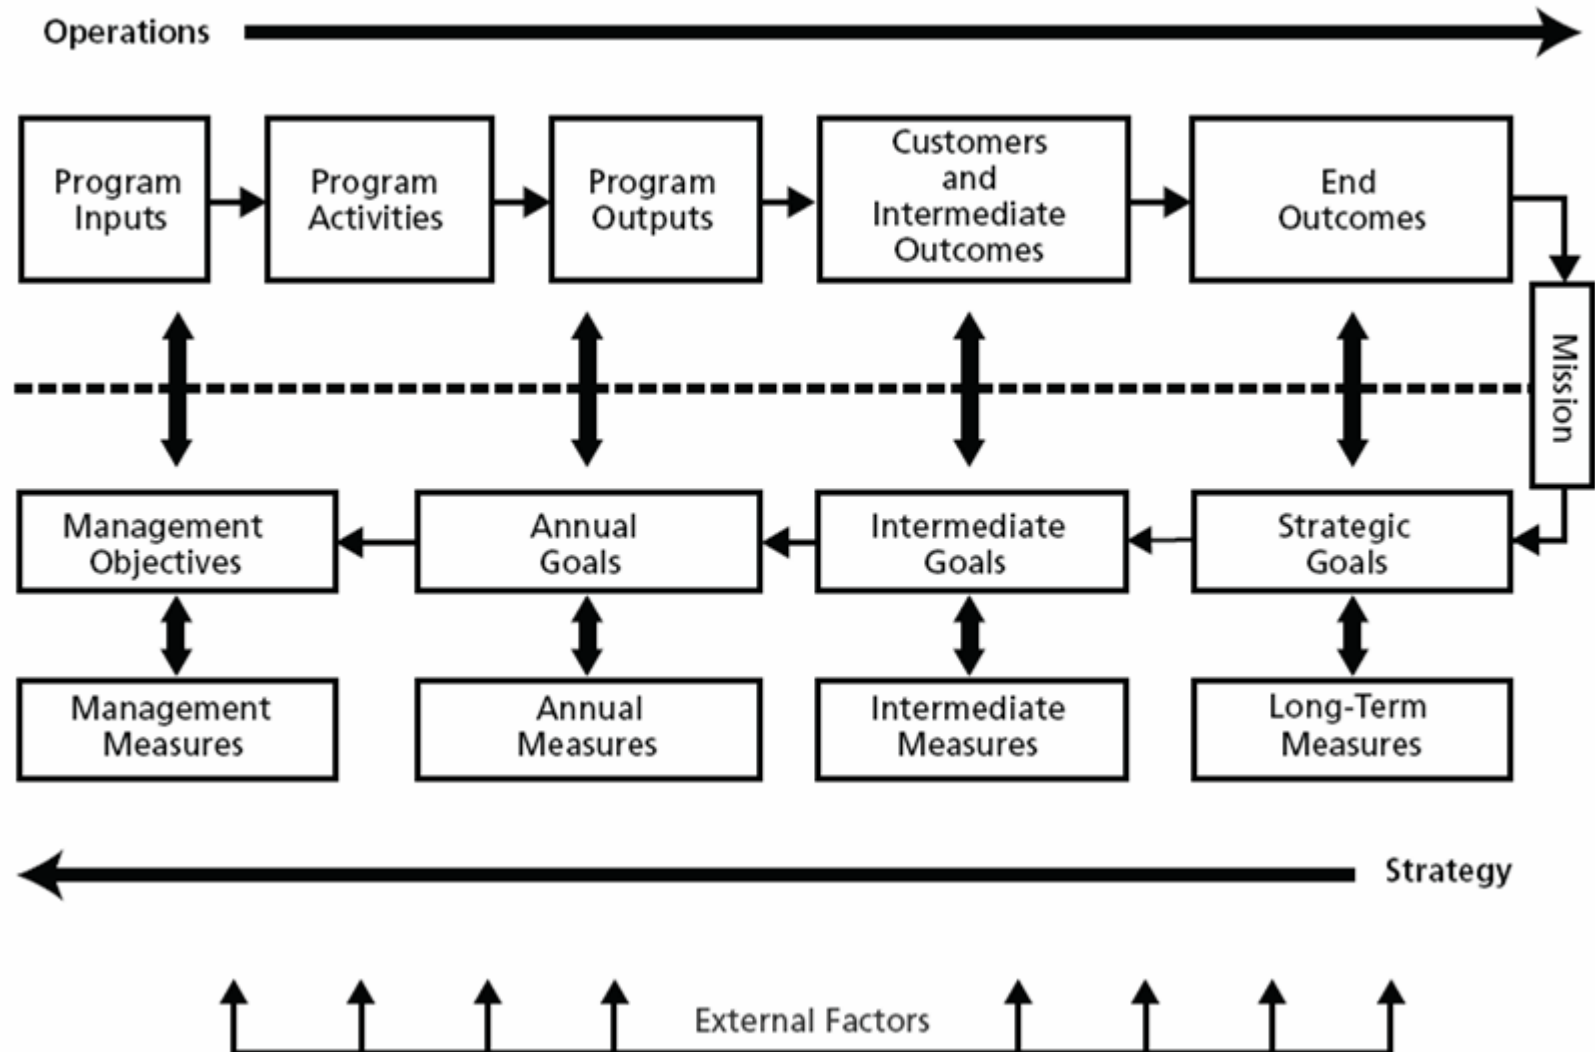 Operations
Program
Inputs
Program
Activities
Program
Outputs
Customers
and
Intermediate
Outcomes
End
Outcomes
Mission
Management
Objectives
Annual
Goals
Intermediate
Goals
Strategic
Goals
Management
Measures
Annual
Measures
Intermediate
Measures
Long-Term
Measures
Strategy
External Factors